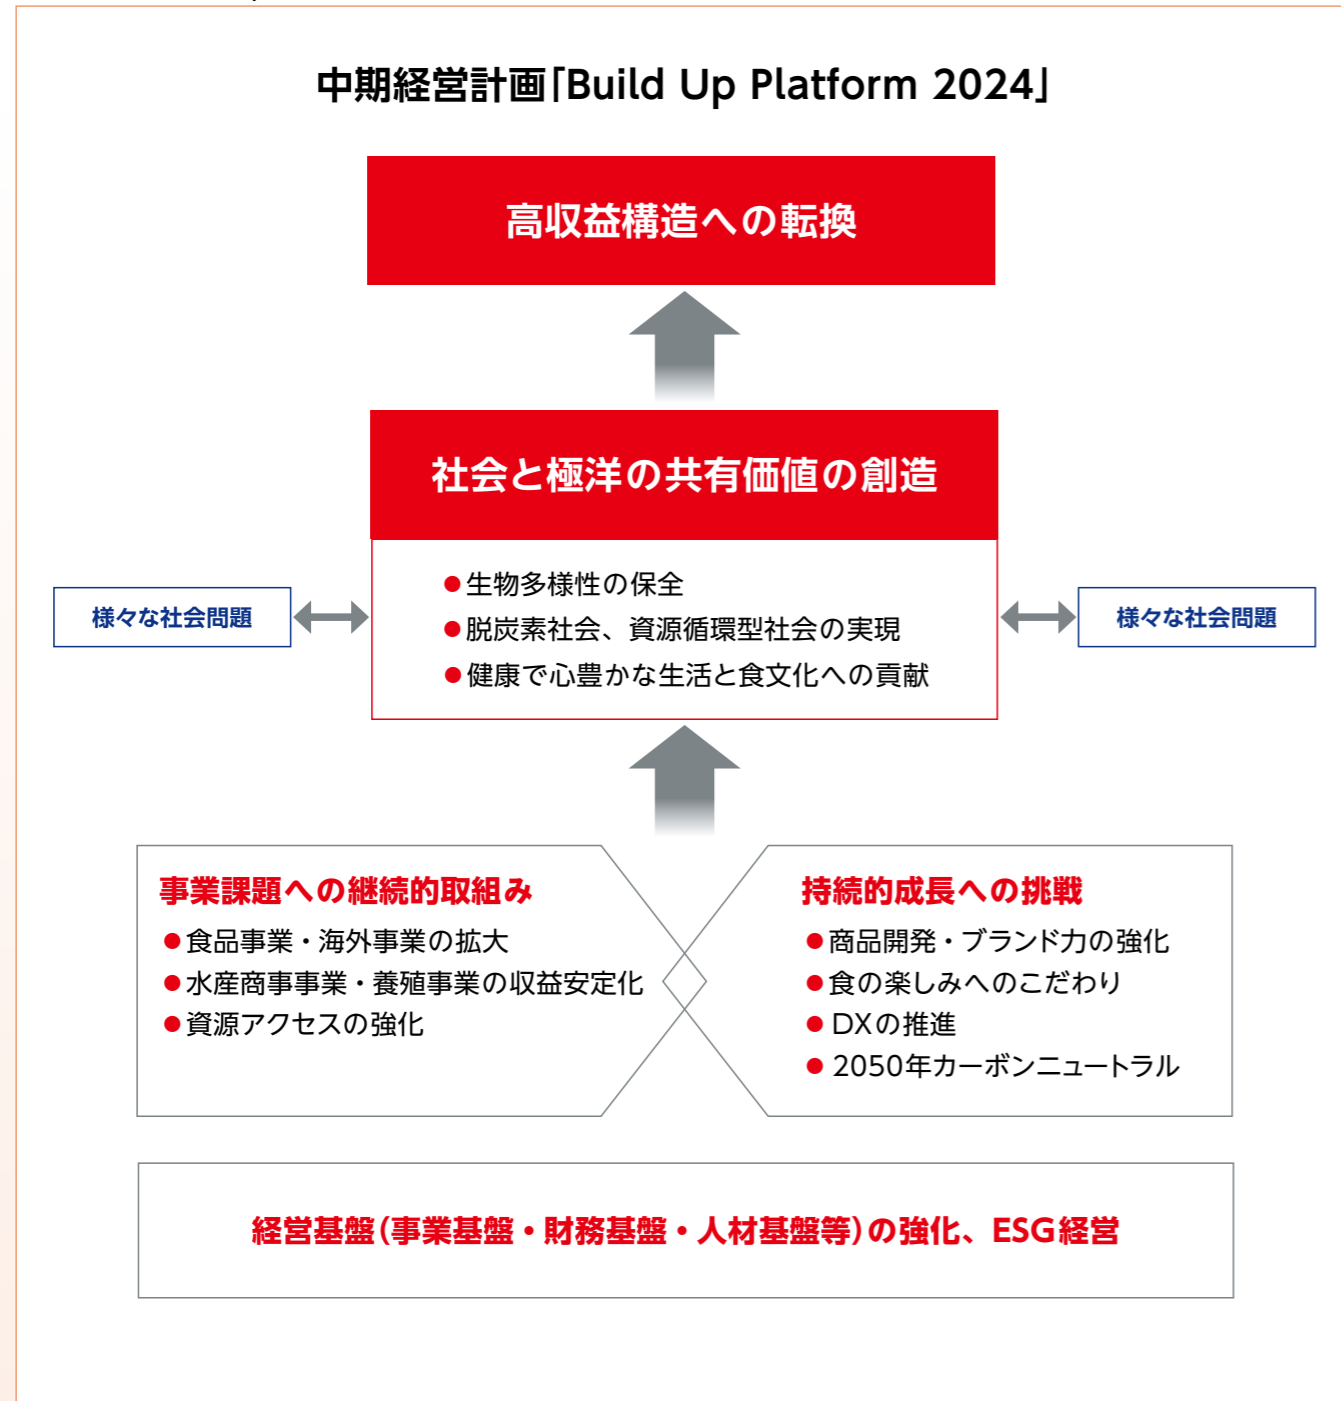 中期経営計画「Build Up Platform 2024」
高収益構造への転換
社会と極洋の共有価値の創造
●生物多様性の保全
●脱炭素社会、資源循環型社会の実現
●健康で心豊かな生活と食文化への貢献
様々な社会問題
様々な社会問題
事業課題への継続的取組み
●食品事業・海外事業の拡大
●水産商事事業・養殖事業の収益安定化
●資源アクセスの強化
持続的成長への挑戦
●商品開発・ブランド力の強化
●食の楽しみへのこだわり
●DXの推進
●2050年カーボンニュートラル
経営基盤(事業基盤・財務基盤・人材基盤等)の強化、ESG経営